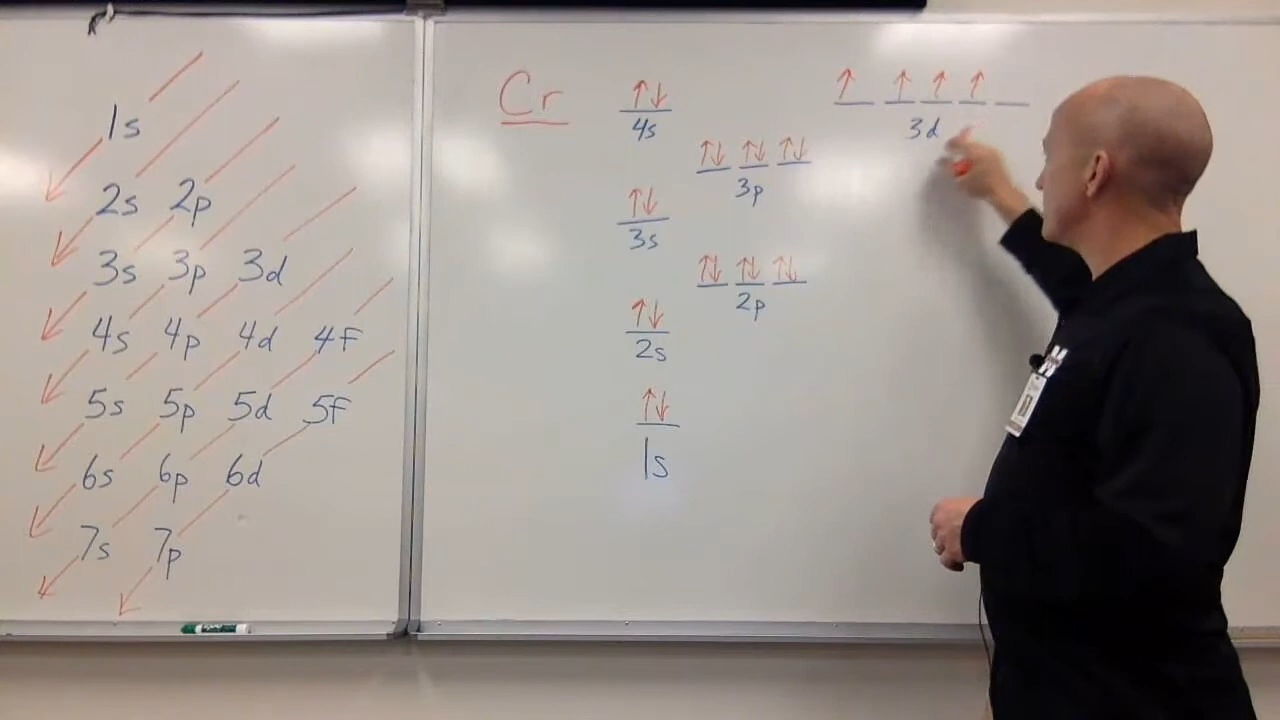 1s
2s 2p
3s 3p 3d
4s 4p 4d 4f
5s 5p 5d 5f
6s 6p 6d
7s 7p
Cr
↑↓
4s
↑ ↑ ↑ ↑
3d
↑↓ ↑↓ ↑↓
3p
↑↓
3s
↑↓ ↑↓ ↑↓
2p
↑↓
2s
↑↓
1s
M